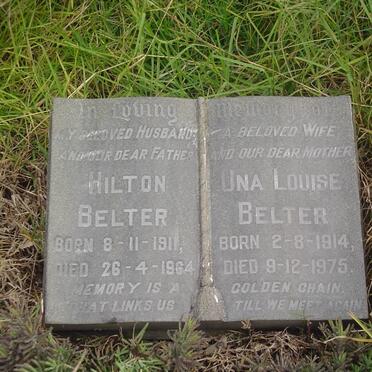 In Loving Memory of
My Beloved Husband
and our dear Father
Hilton
Belter
Born 8-11-1911,
Died 26-4-1964
Memory is a
that links us
A Beloved Wife
and our dear Mother
Una Louise
Belter
Born 2-8-1914,
Died 9-12-1975.
golden chain,
till we meet again